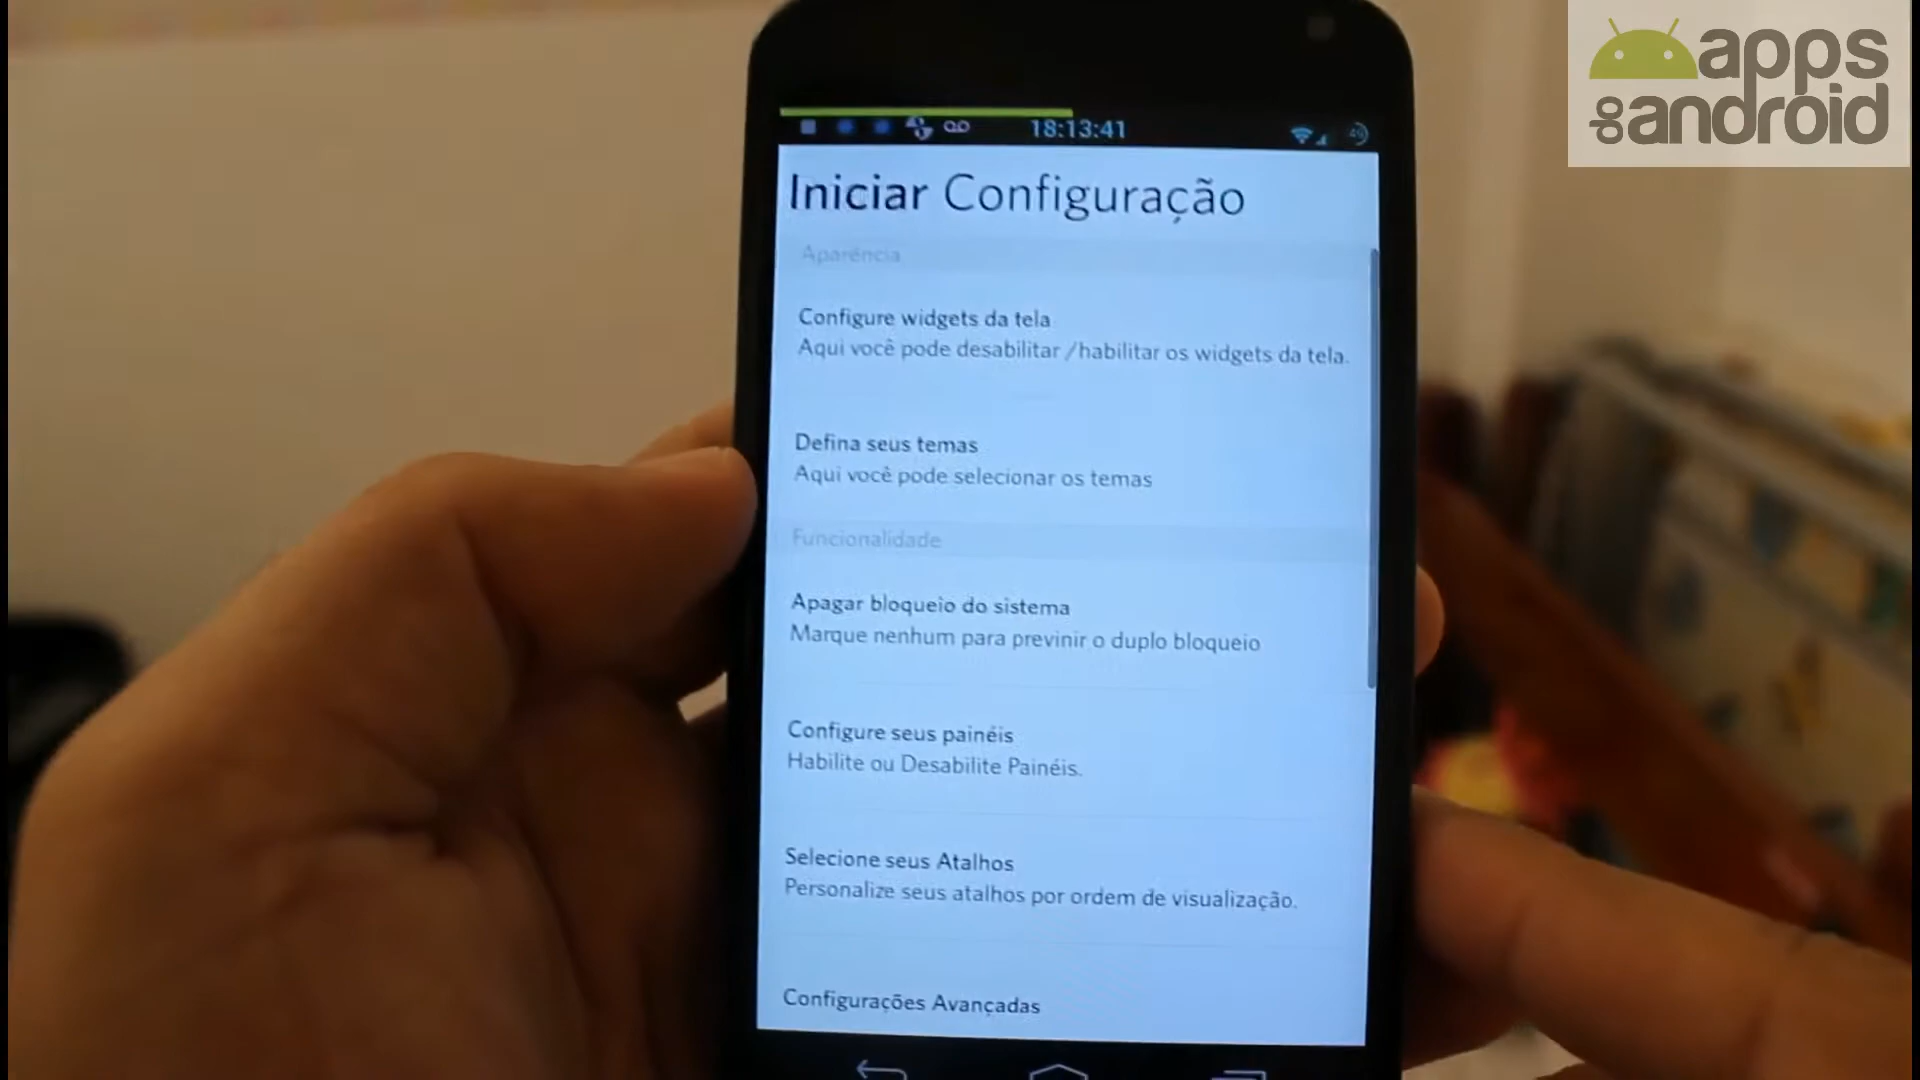 apps
do android
18:13:41
Iniciar Configuração
Aparência
Configure widgets da tela
Aqui você pode desabilitar /habilitar os widgets da tela.
Defina seus temas
Aqui você pode selecionar os temas
Funcionalidade
Apagar bloqueio do sistema
Marque nenhum para previnir o duplo bloqueio
Configure seus painéis
Habilite ou Desabilite Painéis.
Selecione seus Atalhos
Personalize seus atalhos por ordem de visualização.
Configurações Avançadas